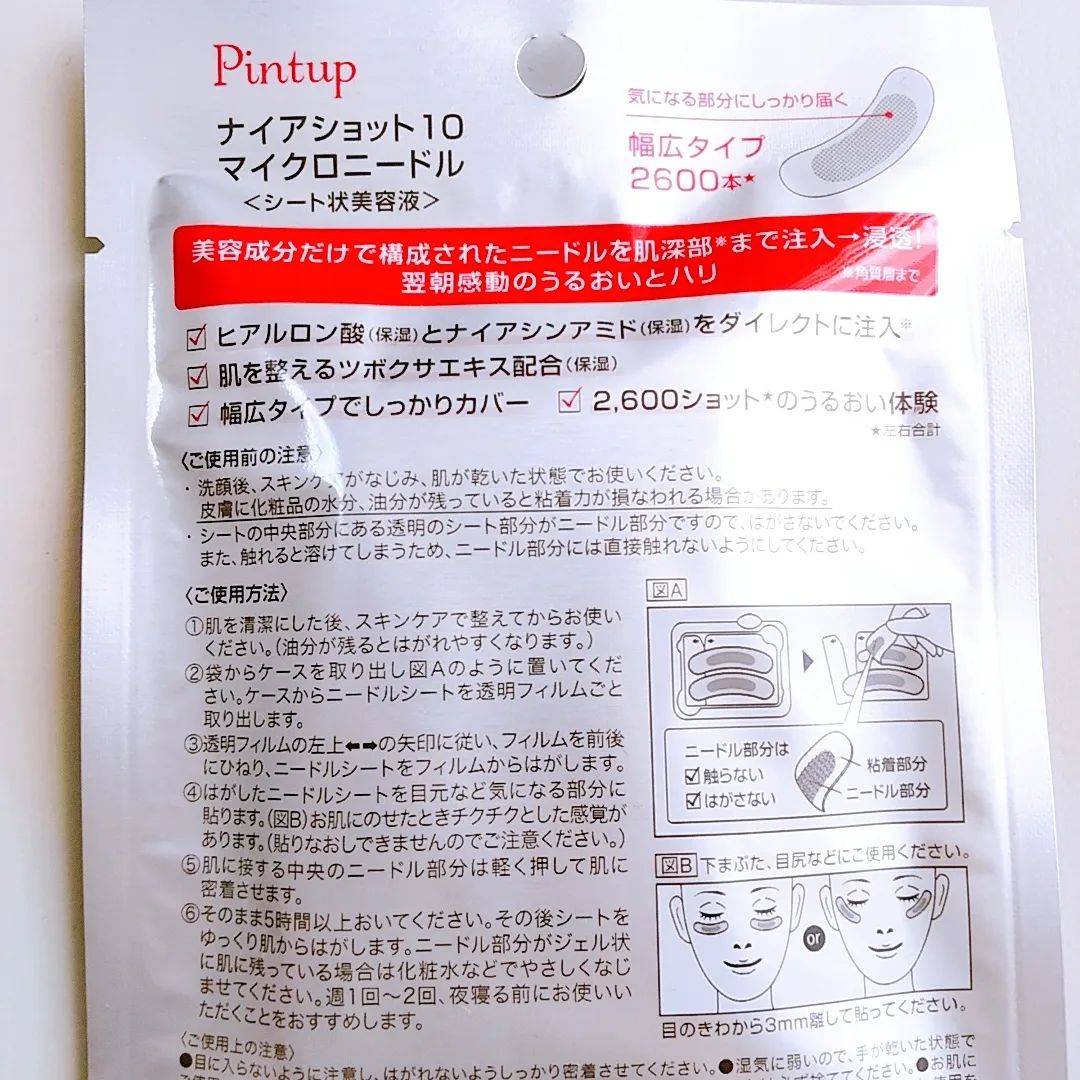 Pintup
ナイアショット10
マイクロニードル
＜シート状美容液＞
気になる部分にしっかり届く
幅広タイプ
2600本★
美容成分だけで構成されたニードルを肌深部※まで注入→浸透!
翌朝感動のうるおいとハリ
※角質層まで
ヒアルロン酸(保湿)とナイアシンアミド(保湿)をダイレクトに注入※
肌を整えるツボクサエキス配合(保湿)
幅広タイプでしっかりカバー
2,600ショット★のうるおい体験
★左右合計
〈ご使用前の注意〉
・洗顔後、スキンケアがなじみ、肌が乾いた状態でお使いください。
皮膚に化粧品の水分、油分が残っていると粘着力が損なわれる場合があります。
・シートの中央部分にある透明のシート部分がニードル部分ですので、はがさないでください。
また、触れると溶けてしまうため、ニードル部分には直接触れないようにしてください。
〈ご使用方法〉
①肌を清潔にした後、スキンケアで整えてからお使い
ください。(油分が残るとはがれやすくなります。)
②袋からケースを取り出し図Aのように置いてくだ
さい。ケースからニードルシートを透明フィルムごと
取り出します。
③透明フィルムの左上⬅➡の矢印に従い、フィルムを前後
にひねり、ニードルシートをフィルムからはがします。
④はがしたニードルシートを目元など気になる部分に
貼ります。(図B)お肌にのせたときチクチクとした感覚が
あります。(貼りなおしできませんのでご注意ください。)
⑤肌に接する中央のニードル部分は軽く押して肌に
密着させます。
⑥そのまま5時間以上おいてください。その後シートを
ゆっくり肌からはがします。ニードル部分がジェル状
に肌に残っている場合は化粧水などでやさしくなじ
ませてください。週1回～2回、夜寝る前にお使いい
ただくことをおすすめします。
図A
ニードル部分は
触らない
はがさない
粘着部分
ニードル部分
図B 下まぶた、目尻などにご使用ください。
or
目のきわから3mm離して貼ってください。
〈ご使用上の注意〉
●目に入らないように注意し、はがれないようしっかり密着させてください。●湿気に弱いので、手が乾いた状態で
ください。●お肌に